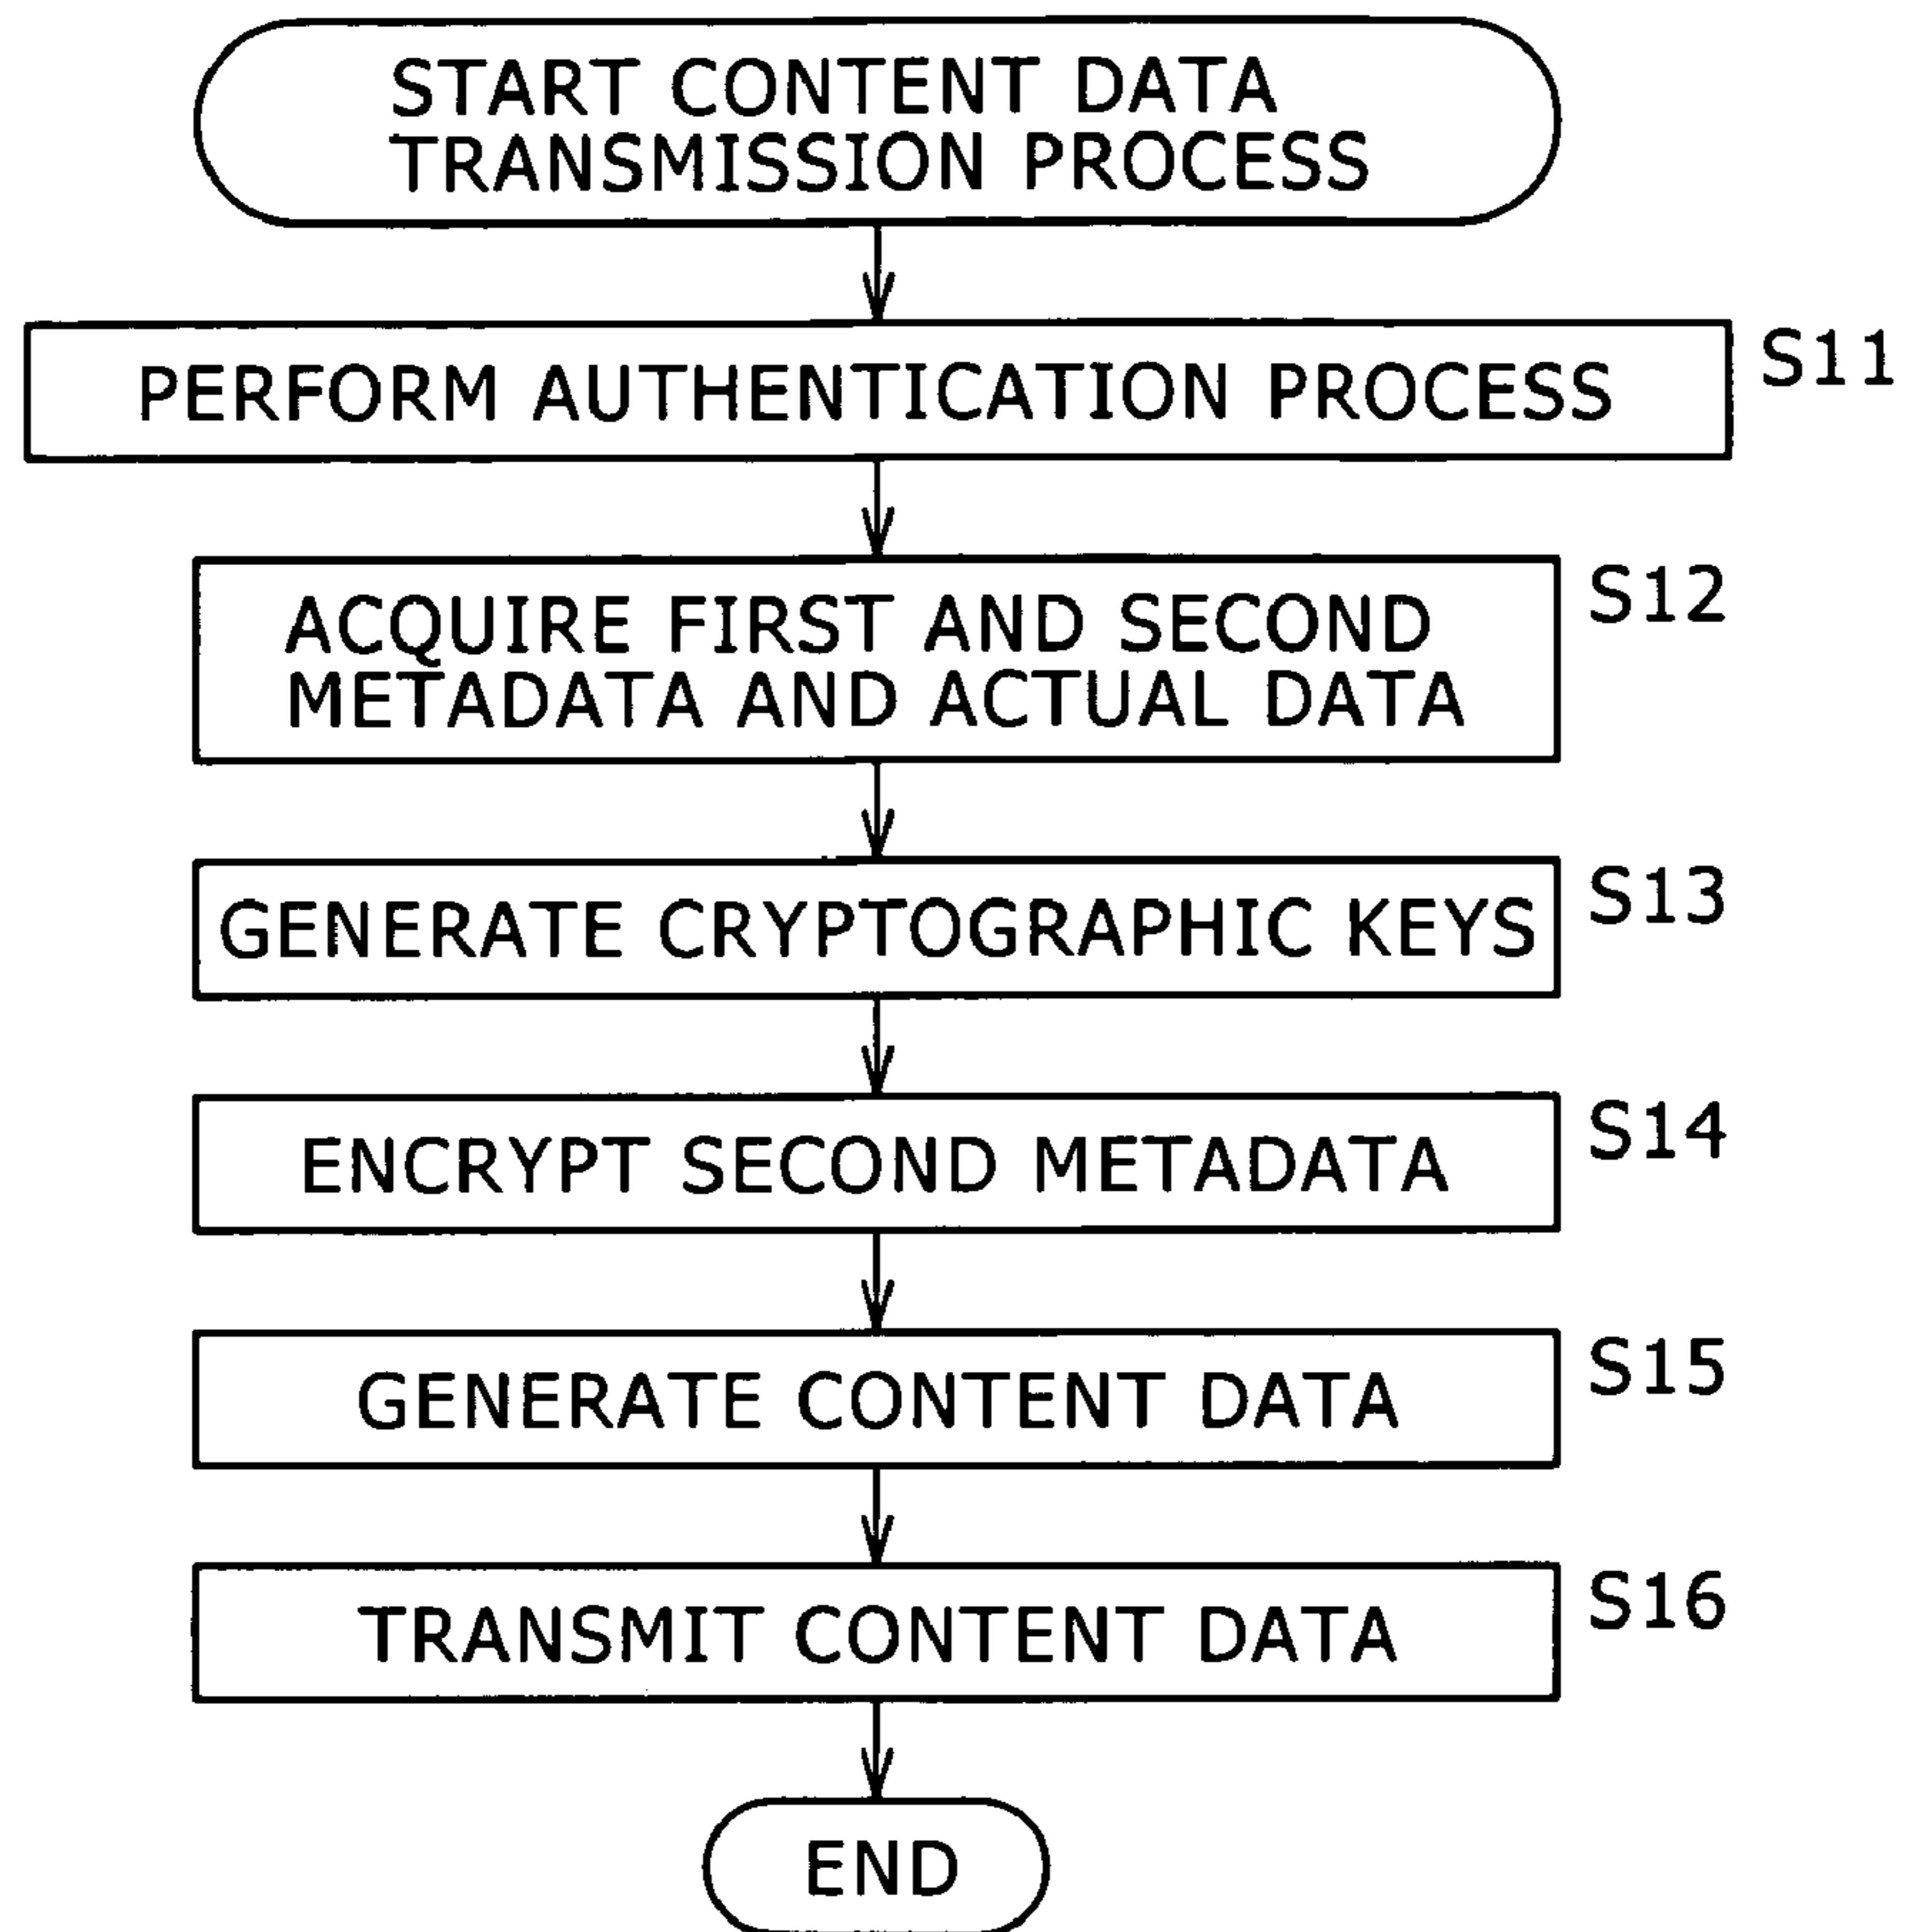 START CONTENT DATA
TRANSMISSION PROCESS
PERFORM AUTHENTICATION PROCESS
S11
ACQUIRE FIRST AND SECOND
METADATA AND ACTUAL DATA
S12
GENERATE CRYPTOGRAPHIC KEYS
S13
ENCRYPT SECOND METADATA
S14
GENERATE CONTENT DATA
S15
TRANSMIT CONTENT DATA
S16
END